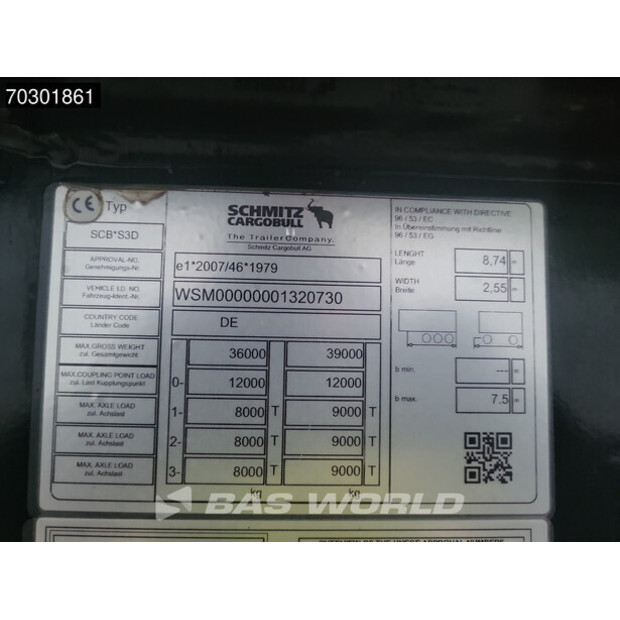 70301861
CE Typ
SCB*S3D
SCHMITZ
CARGOBULL
The TrailerCompany.
Schmitz Cargobull AG
APPROVAL-NO.
Genehmigungs-Nr.
e1*2007/46*1979
VEHICLE I.D. NO.
Fahrzeug-Ident.-Nr.
WSM00000001320730
COUNTRY CODE
Länder Code
DE
MAX.GROSS WEIGHT
zul. Gesamtgewicht
36000 39000
MAX.COUPLING POINT LOAD
zul. Last Kupplungspunkt
0- 12000 12000
MAX. AXLE LOAD
zul. Achslast
1- 8000 T 9000 T
MAX. AXLE LOAD
zul. Achslast
2- 8000 T 9000 T
MAX. AXLE LOAD
zul. Achslast
3- 8000 T 9000 T
kg kg
IN COMPLIANCE WITH DIRECTIVE
96 / 53 / EC
In Übereinstimmung mit Richtlinie
96 / 53 / EG
LENGHT
Länge
8,74 m
WIDTH
Breite
2,55 m
b min. --- m
b max. 7.5 m
BAS WORLD